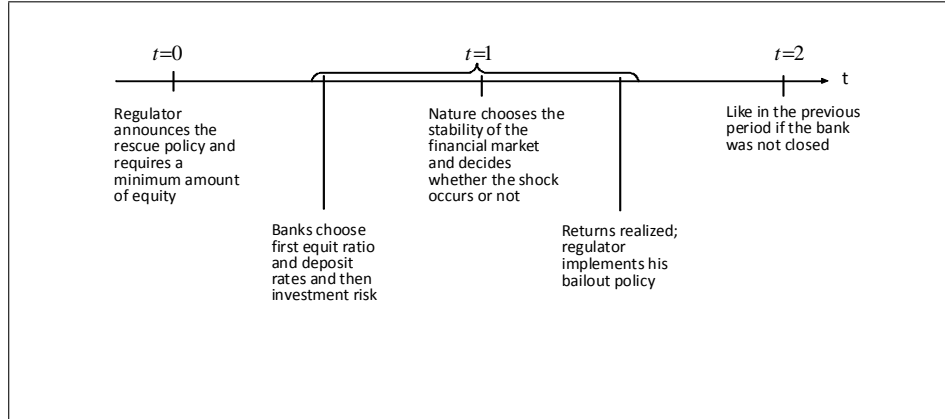 t=0
t=1
t=2
t
Regulator
announces the
rescue policy and
requires a
minimum amount
of equity
Nature chooses the
stability of the
financial market
and decides
whether the shock
occurs or not
Like in the previous
period if the bank
was not closed
Banks choose
first equit ratio
and deposit
rates and then
investment risk
Returns realized;
regulator
implements his
bailout policy